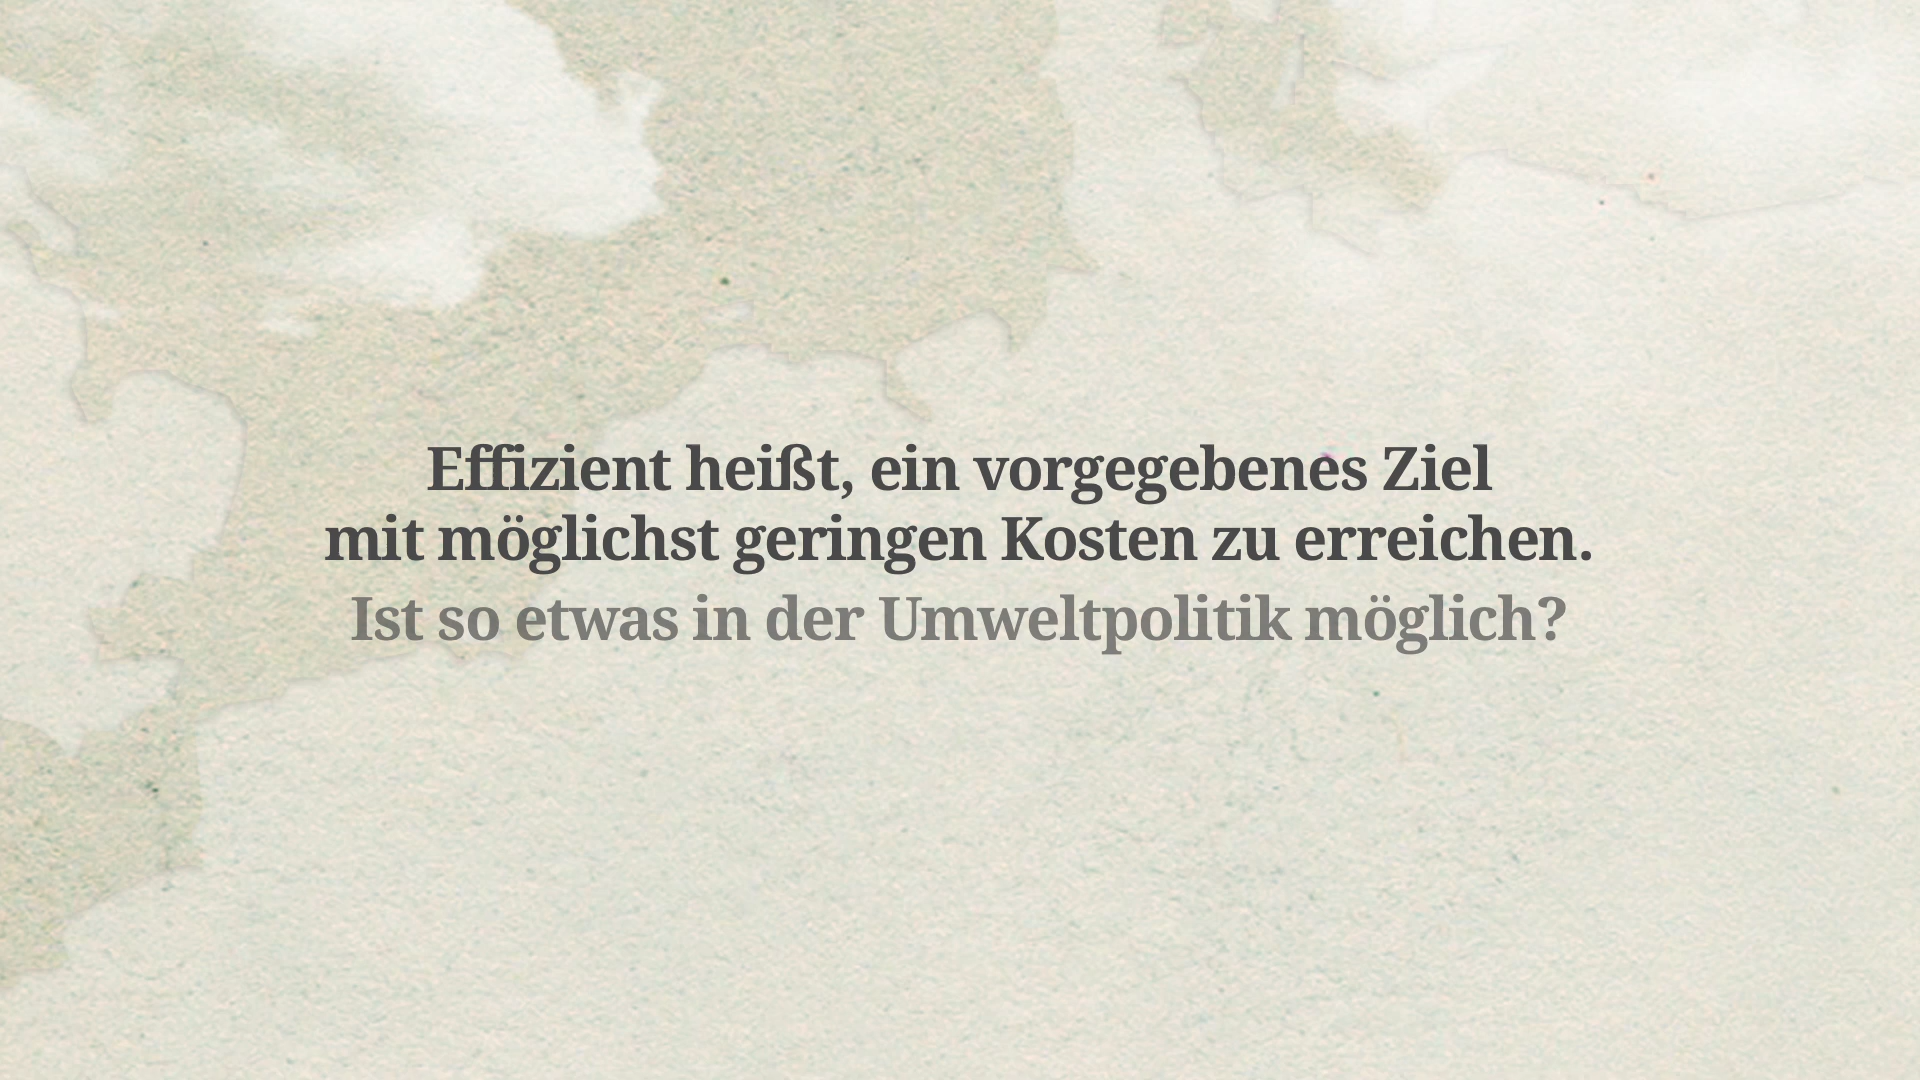 Effizient heißt, ein vorgegebenes Ziel
mit möglichst geringen Kosten zu erreichen.
Ist so etwas in der Umweltpolitik möglich?